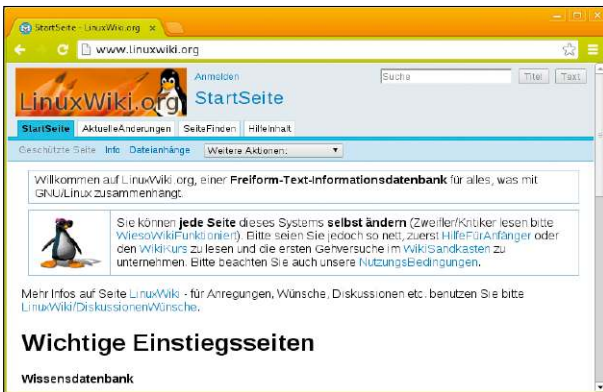 StartSeite - LinuxWiki.org
www.linuxwiki.org
LinuxWiki.org
Anmelden
Suche
Titel
Text
StartSeite
StartSeite
AktuelleÄnderungen
SeiteFinden
HilfeInhalt
Geschützte Seite
Info
Dateianhänge
Weitere Aktionen:
Willkommen auf LinuxWiki.org, einer Freiform-Text-Informationsdatenbank für alles, was mit
GNU/Linux zusammenhängt.
Sie können jede Seite dieses Systems selbst ändern (Zweifler/Kritiker lesen bitte
WiesoWikiFunktioniert). Bitte seien Sie jedoch so nett, zuerst HilfeFürAnfänger oder
den WikiKurs zu lesen und die ersten Gehversuche im WikiSandkasten zu
unternehmen. Bitte beachten Sie auch unsere NutzungsBedingungen.
Mehr Infos auf Seite LinuxWiki - für Anregungen, Wünsche, Diskussionen etc. benutzen Sie bitte
LinuxWiki/DiskussionenWünsche.
Wichtige Einstiegsseiten
Wissensdatenbank